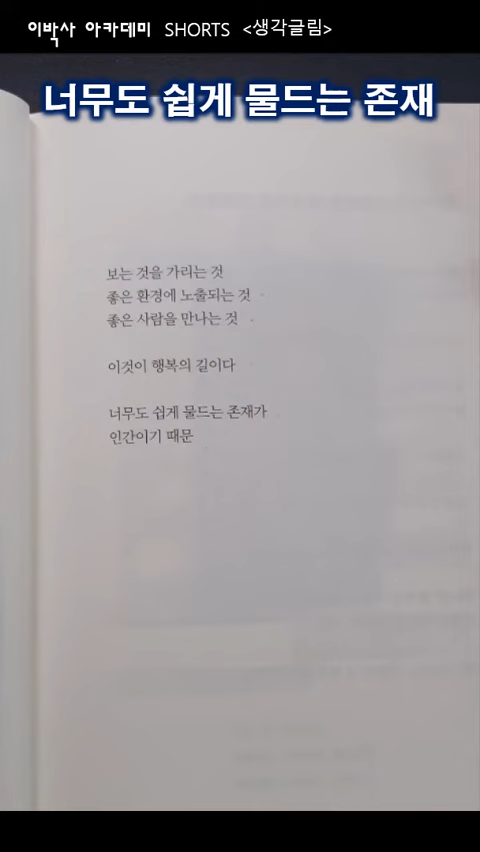 이박사 아카데미 SHORTS <생각글림>
너무도 쉽게 물드는 존재
보는 것을 가리는 것
좋은 환경에 노출되는 것
좋은 사람을 만나는 것
이것이 행복의 길이다
너무도 쉽게 물드는 존재가
인간이기 때문